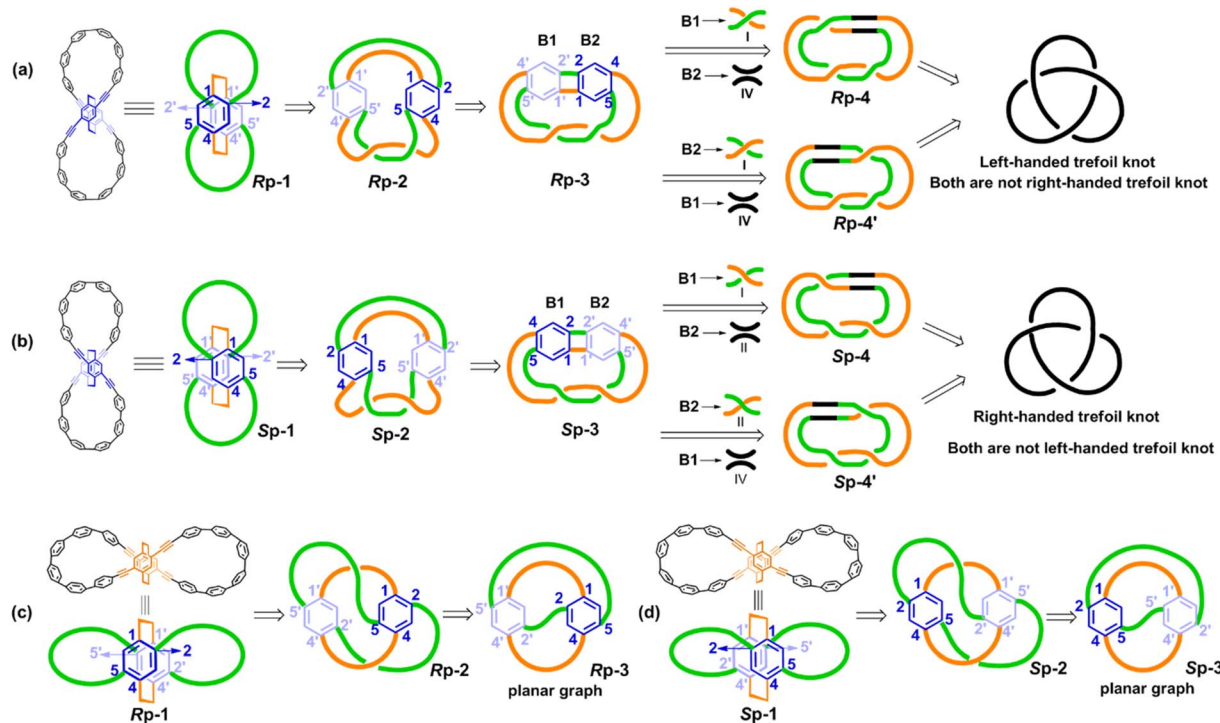 (a)
1
1'
2'
2
5
5'
4
4'
Rp-1
1'
1
2
2'
5'
5
4'
4
Rp-2
B1 B2
4' 2' 2 4
5' 1' 1 5
Rp-3
B1
I
B2
IV
Rp-4
B2
I
B1
IV
Rp-4'
Left-handed trefoil knot
Both are not right-handed trefoil knot
(b)
1'
1
2
2'
5'
5
4'
4
Sp-1
1
1'
2
2'
5
5'
4
4'
Sp-2
B1 B2
4 2 2' 4'
5 1 1' 5'
Sp-3
B1
I
B2
II
Sp-4
B2
II
B1
IV
Sp-4'
Right-handed trefoil knot
Both are not left-handed trefoil knot
(c)
1
1'
5'
2
5
2'
4
4'
Rp-1
1'
1
2
5'
5
4'
2'
4
Rp-2
1'
1
5'
2
4'
2'
4
5
Rp-3
planar graph
(d)
1'
1
2
5'
2'
5
4'
4
Sp-1
1
1'
2
5'
5
2'
4
4'
Sp-2
1
1'
2
5'
4
5
4'
2'
Sp-3
planar graph